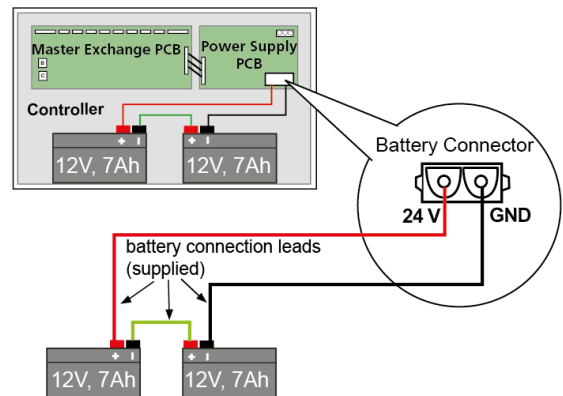 Master Exchange PCB
Power Supply
PCB
B
C
Controller
+ -
+ -
12V, 7Ah
12V, 7Ah
Battery Connector
24 V
GND
battery connection leads
(supplied)
+ -
+ -
12V, 7Ah
12V, 7Ah